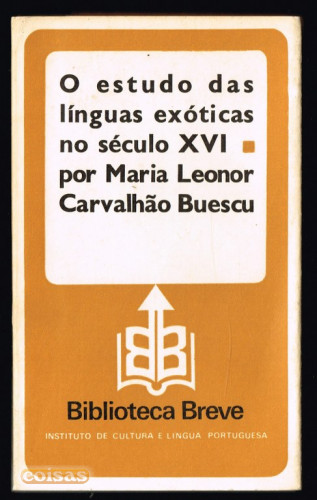 O estudo das
línguas exóticas
no século XVI ▪
por Maria Leonor
Carvalhão Buescu
BB
Biblioteca Breve
INSTITUTO DE CULTURA E LÍNGUA PORTUGUESA
coisas